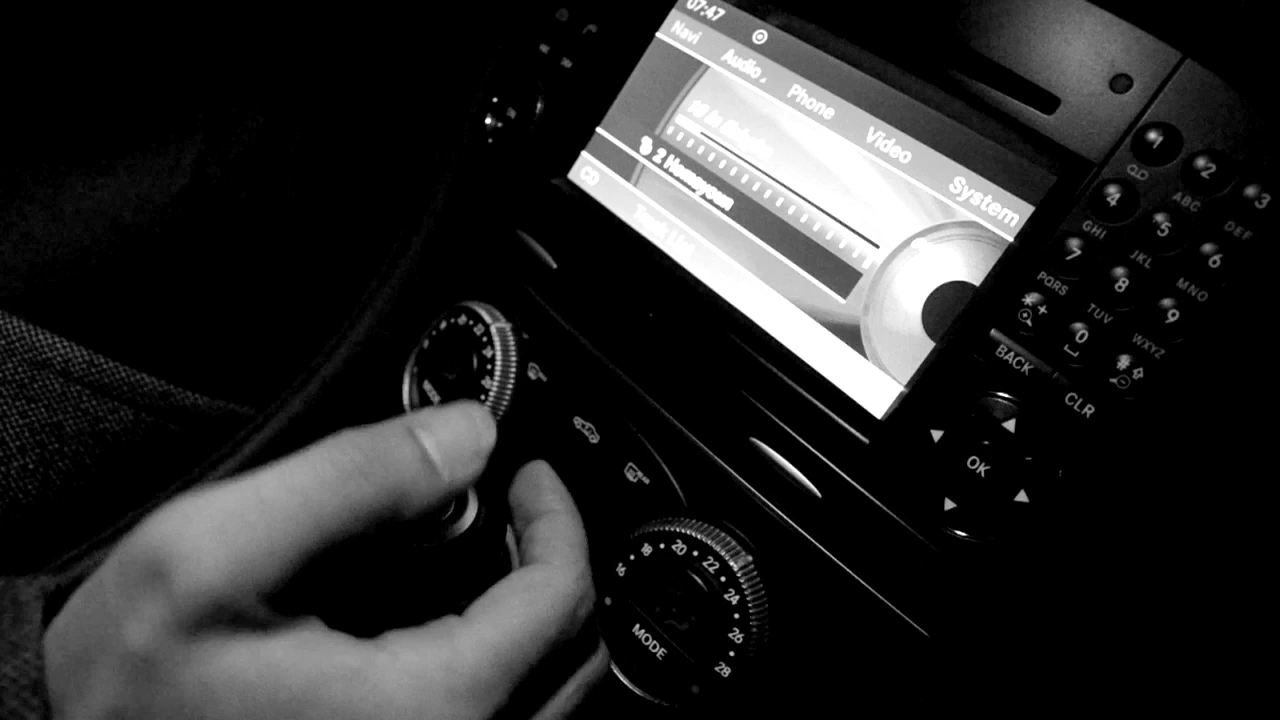 07:47
Navi Audio Phone Video System
2 Honeymoon
CD
Track List
1 2 3
ABC DEF
4 5 6
GHI JKL MNO
7 8 9
PQRS TUV WXYZ
*+ 0 #
BACK CLR
OK
16 18 20 22 24 26 28
MODE